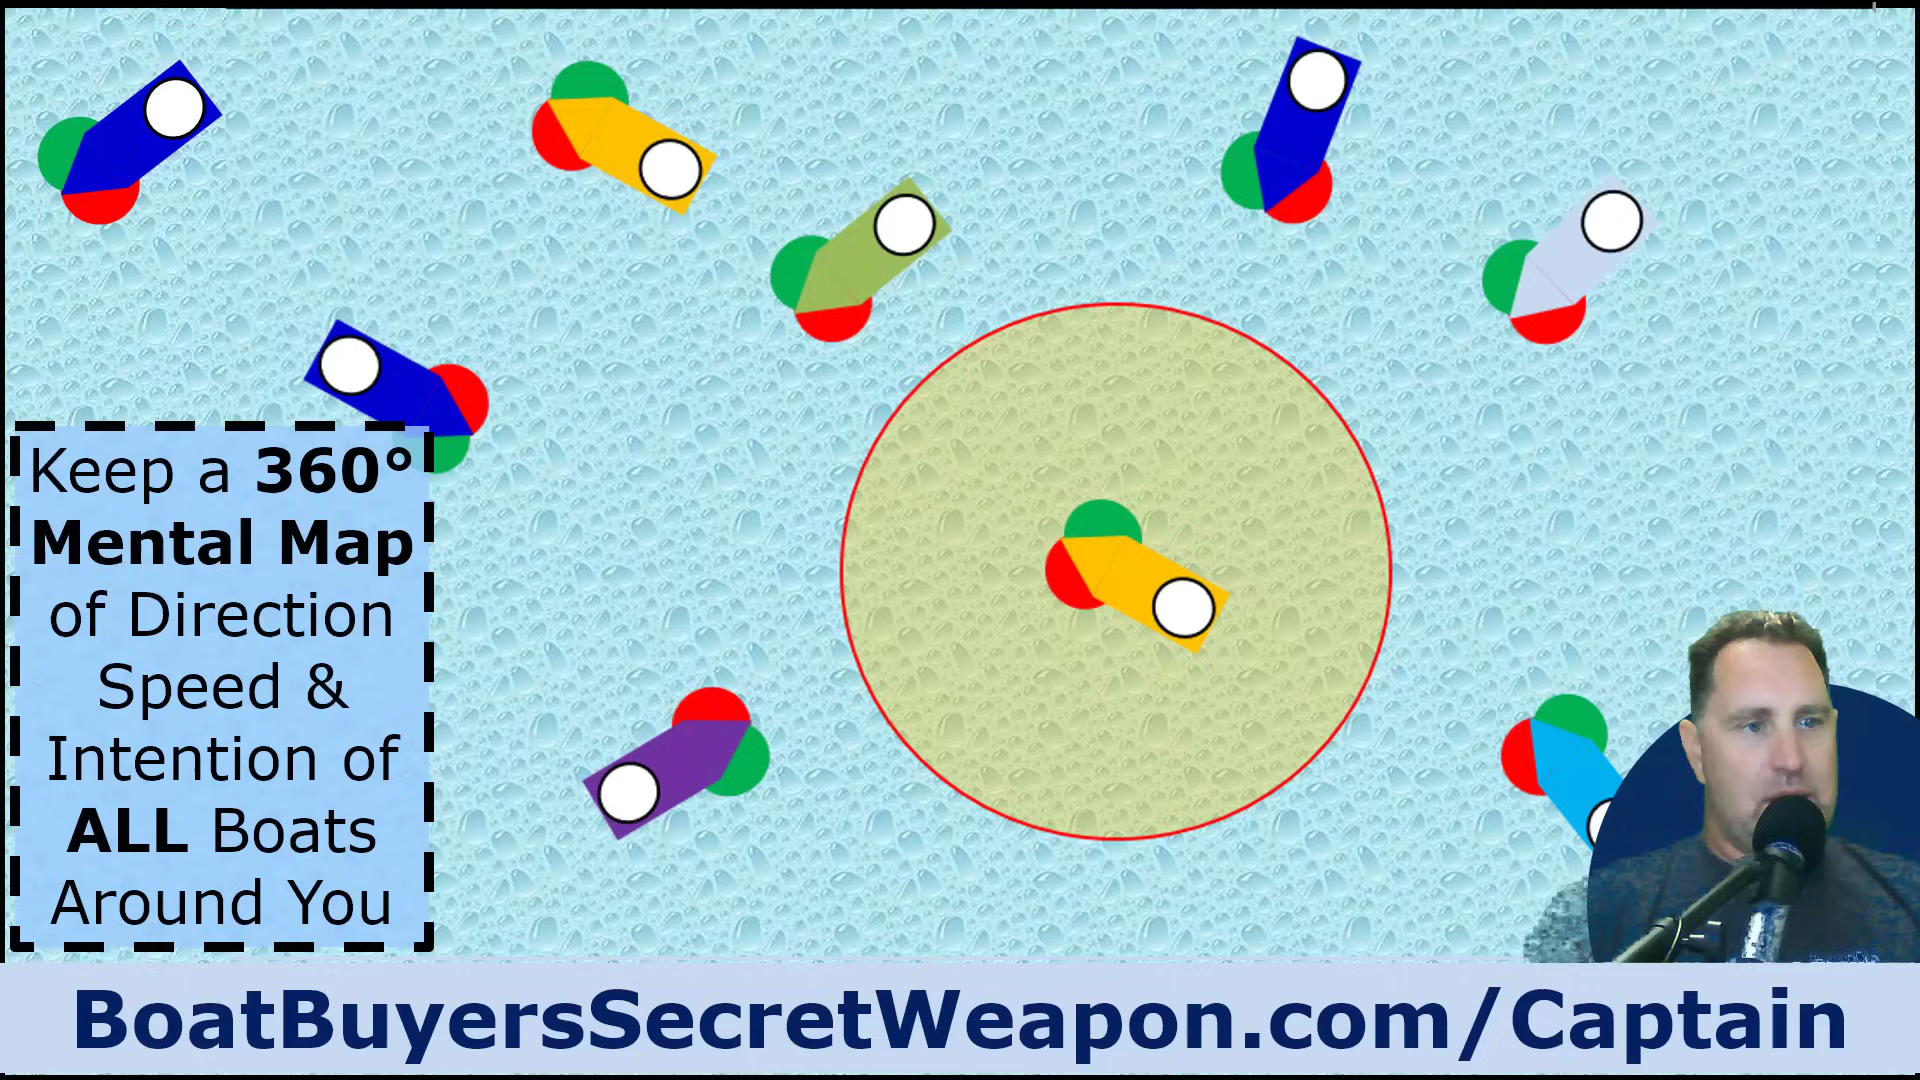 Keep a 360°
Mental Map
of Direction
Speed &
Intention of
ALL Boats
Around You
BoatBuyersSecretWeapon.com/Captain